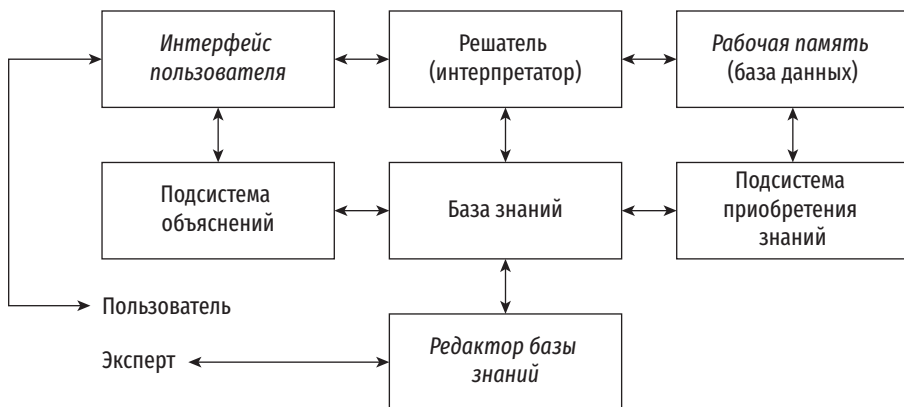 Интерфейс
пользователя
Решатель
(интерпретатор)
Рабочая память
(база данных)
Подсистема
объяснений
База знаний
Подсистема
приобретения
знаний
Пользователь
Эксперт
Редактор базы
знаний